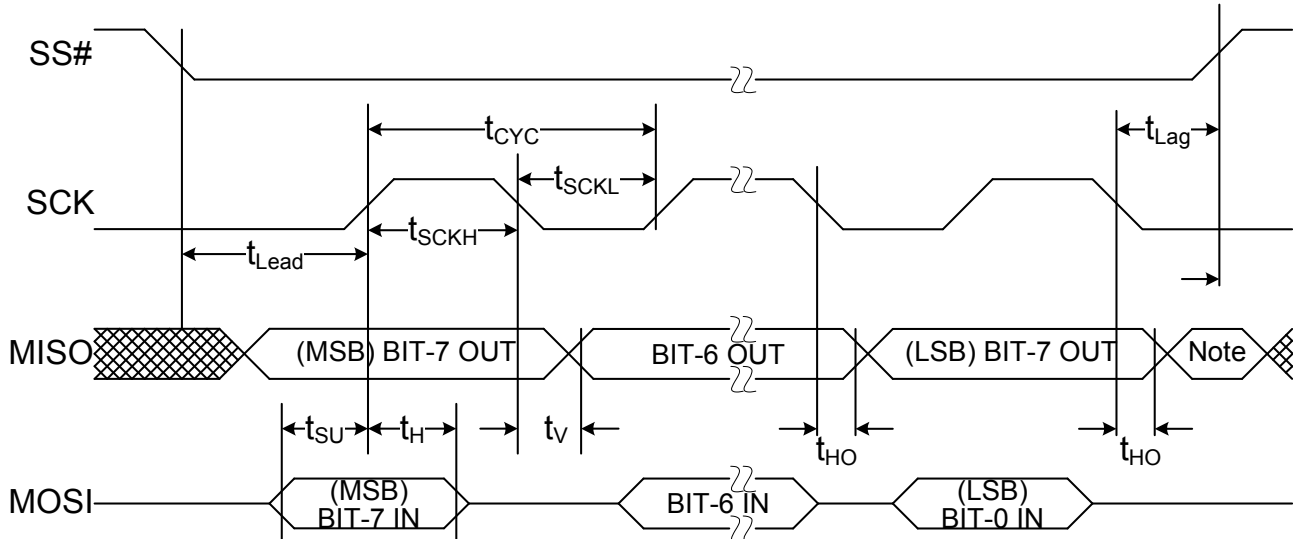 SS#
tCYC
tLag
tSCKL
SCK
tSCKH
tLead
MISO
(MSB) BIT-7 OUT
BIT-6 OUT
(LSB) BIT-7 OUT
Note
tSU
tH
tV
tHO
tHO
MOSI
(MSB)
BIT-7 IN
BIT-6 IN
(LSB)
BIT-0 IN